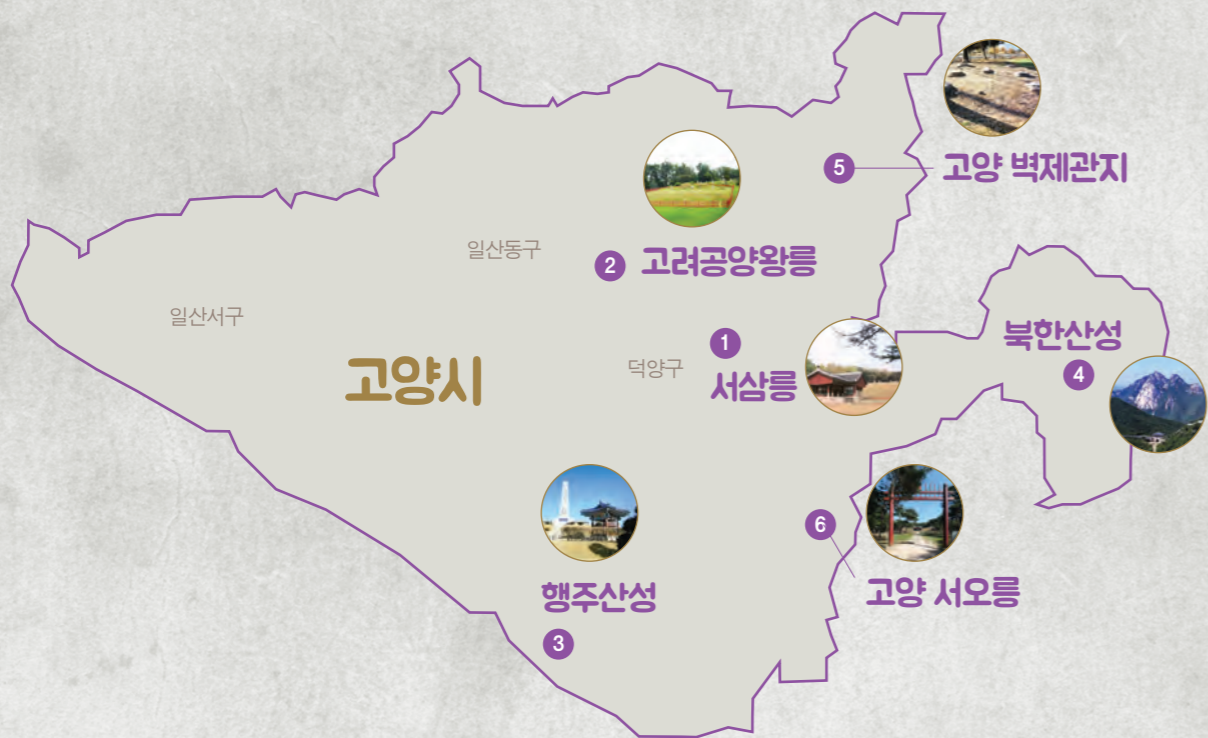 5
고양 벽제관지
일산동구
2 고려공양왕릉
일산서구
1
서삼릉
북한산성
4
고양시
덕양구
6
행주산성
3
고양 서오릉